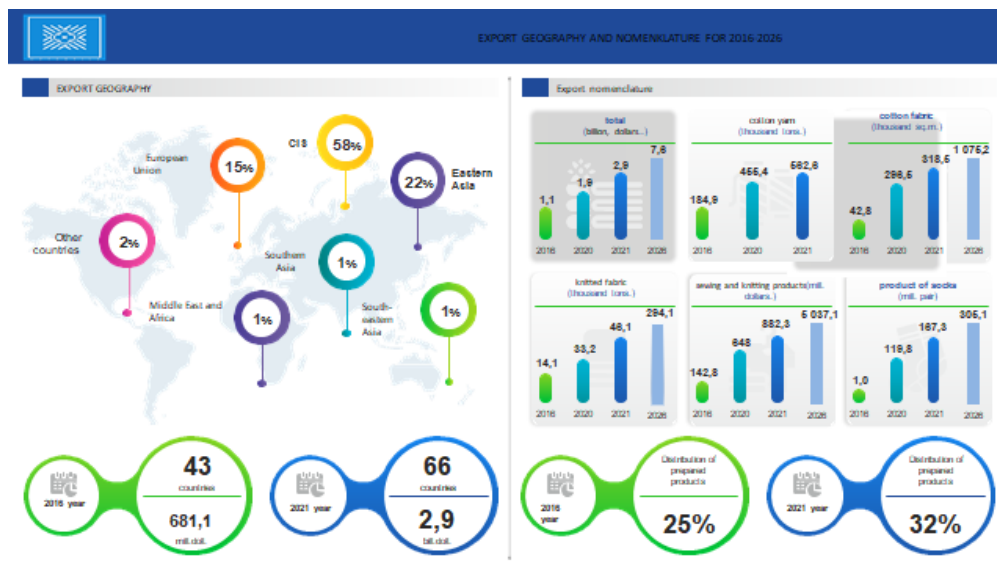 EXPORT GEOGRAPHY AND NOMENKLATURE FOR 2016-2026
EXPORT GEOGRAPHY
European
Union
15%
CIS
58%
22%
Eastern
Asia
Other
countries
2%
Southern
Asia
1%
Middle East and
Africa
1%
South-
eastern
Asia
1%
2016 year
43
countries
681,1
mill.doll.
2021 year
66
countries
2,9
bill.doll.
Export nomenclature
total
(billion, dollars..)
1,1
1,9
2,9
7,6
2016 2020 2021 2026
cotton yarn
(thousand tons.)
184,9
455,4
562,6
2016 2020 2021
cotton fabric
(thousand sq.m.)
42,8
296,5
318,5
1 075,2
2016 2020 2021 2026
knitted fabric
(thousand tons.)
14,1
33,2
46,1
294,1
2016 2020 2021 2026
sewing and knitting products(mill.
dollars.)
142,8
648
882,3
5 037,1
2016 2020 2021 2026
product of socks
(mill. pair)
1,0
119,8
167,3
305,1
2016 2020 2021 2026
2016
year
Distribution of
prepared
products
25%
2021 year
Distribution of
prepared
products
32%